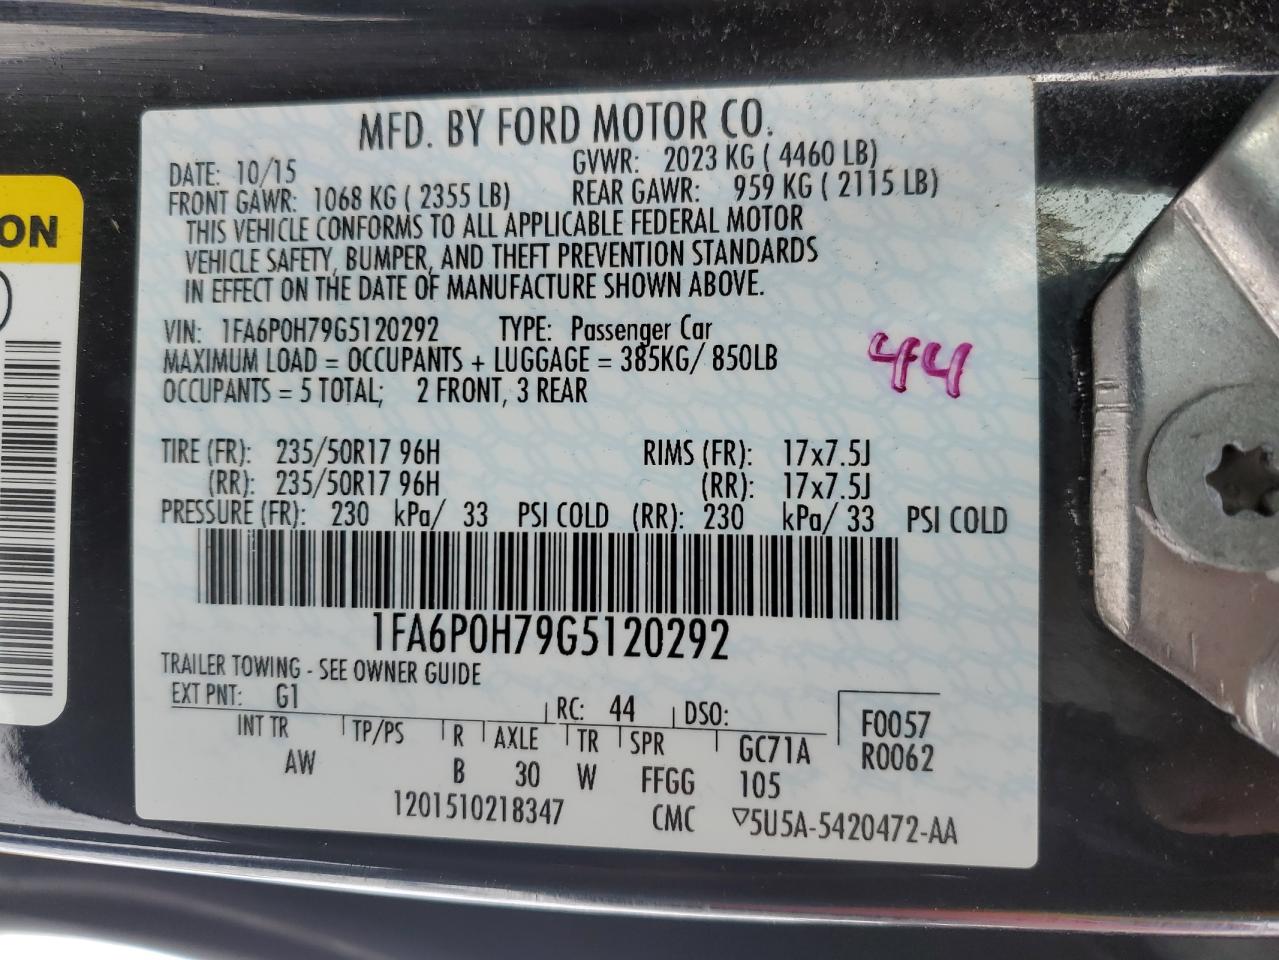 MFD. BY FORD MOTOR CO.
DATE: 10/15 GVWR: 2023 KG ( 4460 LB)
FRONT GAWR: 1068 KG ( 2355 LB) REAR GAWR: 959 KG ( 2115 LB)
THIS VEHICLE CONFORMS TO ALL APPLICABLE FEDERAL MOTOR
VEHICLE SAFETY, BUMPER, AND THEFT PREVENTION STANDARDS
IN EFFECT ON THE DATE OF MANUFACTURE SHOWN ABOVE.
ON
VIN: 1FA6P0H79G5120292 TYPE: Passenger Car
MAXIMUM LOAD = OCCUPANTS + LUGGAGE = 385KG/ 850LB
44
OCCUPANTS = 5 TOTAL; 2 FRONT, 3 REAR
TIRE (FR): 235/50R17 96H RIMS (FR): 17x7.5J
(RR): 235/50R17 96H (RR): 17x7.5J
PRESSURE (FR): 230 kPa/ 33 PSI COLD (RR): 230 kPa/ 33 PSI COLD
1FA6P0H79G5120292
TRAILER TOWING - SEE OWNER GUIDE
EXT PNT: G1 RC: 44 DSO: F0057
INT TR TP/PS R AXLE TR SPR GC71A R0062
AW B 30 W FFGG 105
1201510218347 CMC ▽5U5A-5420472-AA